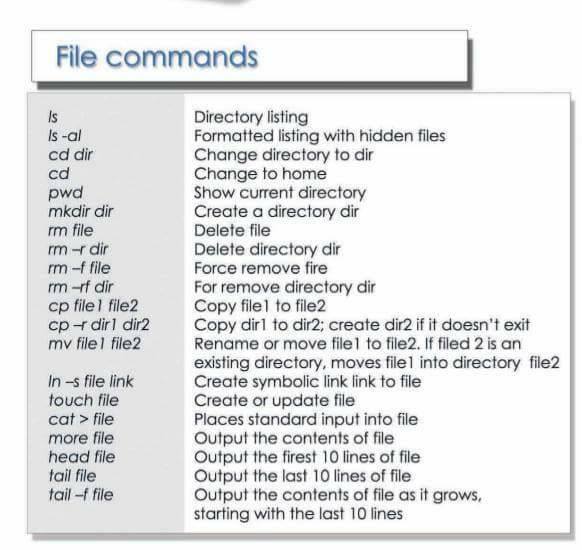 File commands
ls Directory listing
ls -al Formatted listing with hidden files
cd dir Change directory to dir
cd Change to home
pwd Show current directory
mkdir dir Create a directory dir
rm file Delete file
rm –r dir Delete directory dir
rm –f file Force remove fire
rm –rf dir For remove directory dir
cp file1 file2 Copy file1 to file2
cp –r dir1 dir2 Copy dir1 to dir2; create dir2 if it doesn't exit
mv file1 file2 Rename or move file1 to file2. If filed 2 is an
existing directory, moves file1 into directory file2
ln –s file link Create symbolic link link to file
touch file Create or update file
cat > file Places standard input into file
more file Output the contents of file
head file Output the fierst 10 lines of file
tail file Output the last 10 lines of file
tail –f file Output the contents of file as it grows,
starting with the last 10 lines